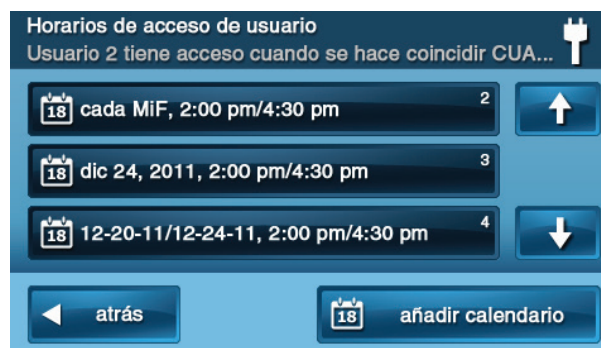 Horarios de acceso de usuario
Usuario 2 tiene acceso cuando se hace coincidir CUA...
18 cada MiF, 2:00 pm/4:30 pm 2
18 dic 24, 2011, 2:00 pm/4:30 pm 3
18 12-20-11/12-24-11, 2:00 pm/4:30 pm 4
atrás
18 añadir calendario